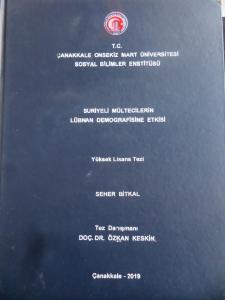 T.C.
ÇANAKKALE ONSEKİZ MART ÜNİVERSİTESİ
SOSYAL BİLİMLER ENSTİTÜSÜ
SURİYELİ MÜLTECİLERİN
LÜBNAN DEMOGRAFİSİNE ETKİSİ
Yüksek Lisans Tezi
SEHER BİTKAL
Tez Danışmanı
DOÇ. DR. ÖZKAN KESKİN
Çanakkale - 2019